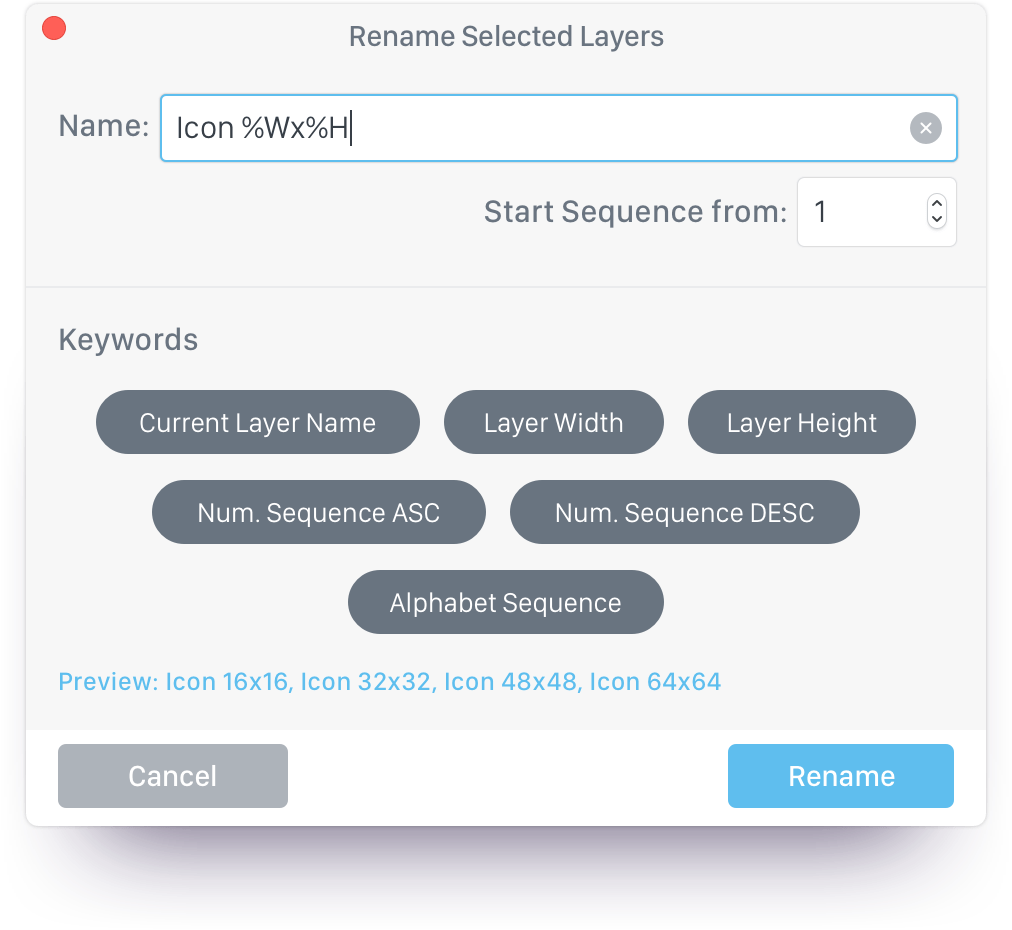 Rename Selected Layers
Name: Icon %Wx%H
Start Sequence from: 1
Keywords
Current Layer Name Layer Width Layer Height
Num. Sequence ASC Num. Sequence DESC
Alphabet Sequence
Preview: Icon 16x16, Icon 32x32, Icon 48x48, Icon 64x64
Cancel Rename